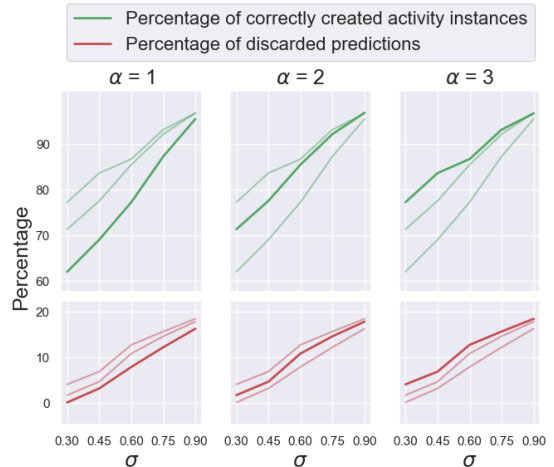 Percentage of correctly created activity instances
Percentage of discarded predictions
α = 1 α = 2 α = 3
Percentage
90
80
70
60
20
10
0
0.30 0.45 0.60 0.75 0.90 0.30 0.45 0.60 0.75 0.90 0.30 0.45 0.60 0.75 0.90
σ σ σ